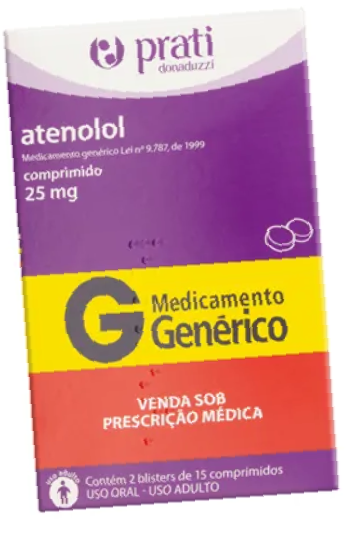 prati
donaduzzi
atenolol
Medicamento genérico Lei nº 9.787, de 1999
comprimido
25 mg
G Medicamento
Genérico
VENDA SOB
PRESCRIÇÃO MÉDICA
uso adulto
Contém 2 blisters de 15 comprimidos
USO ORAL - USO ADULTO